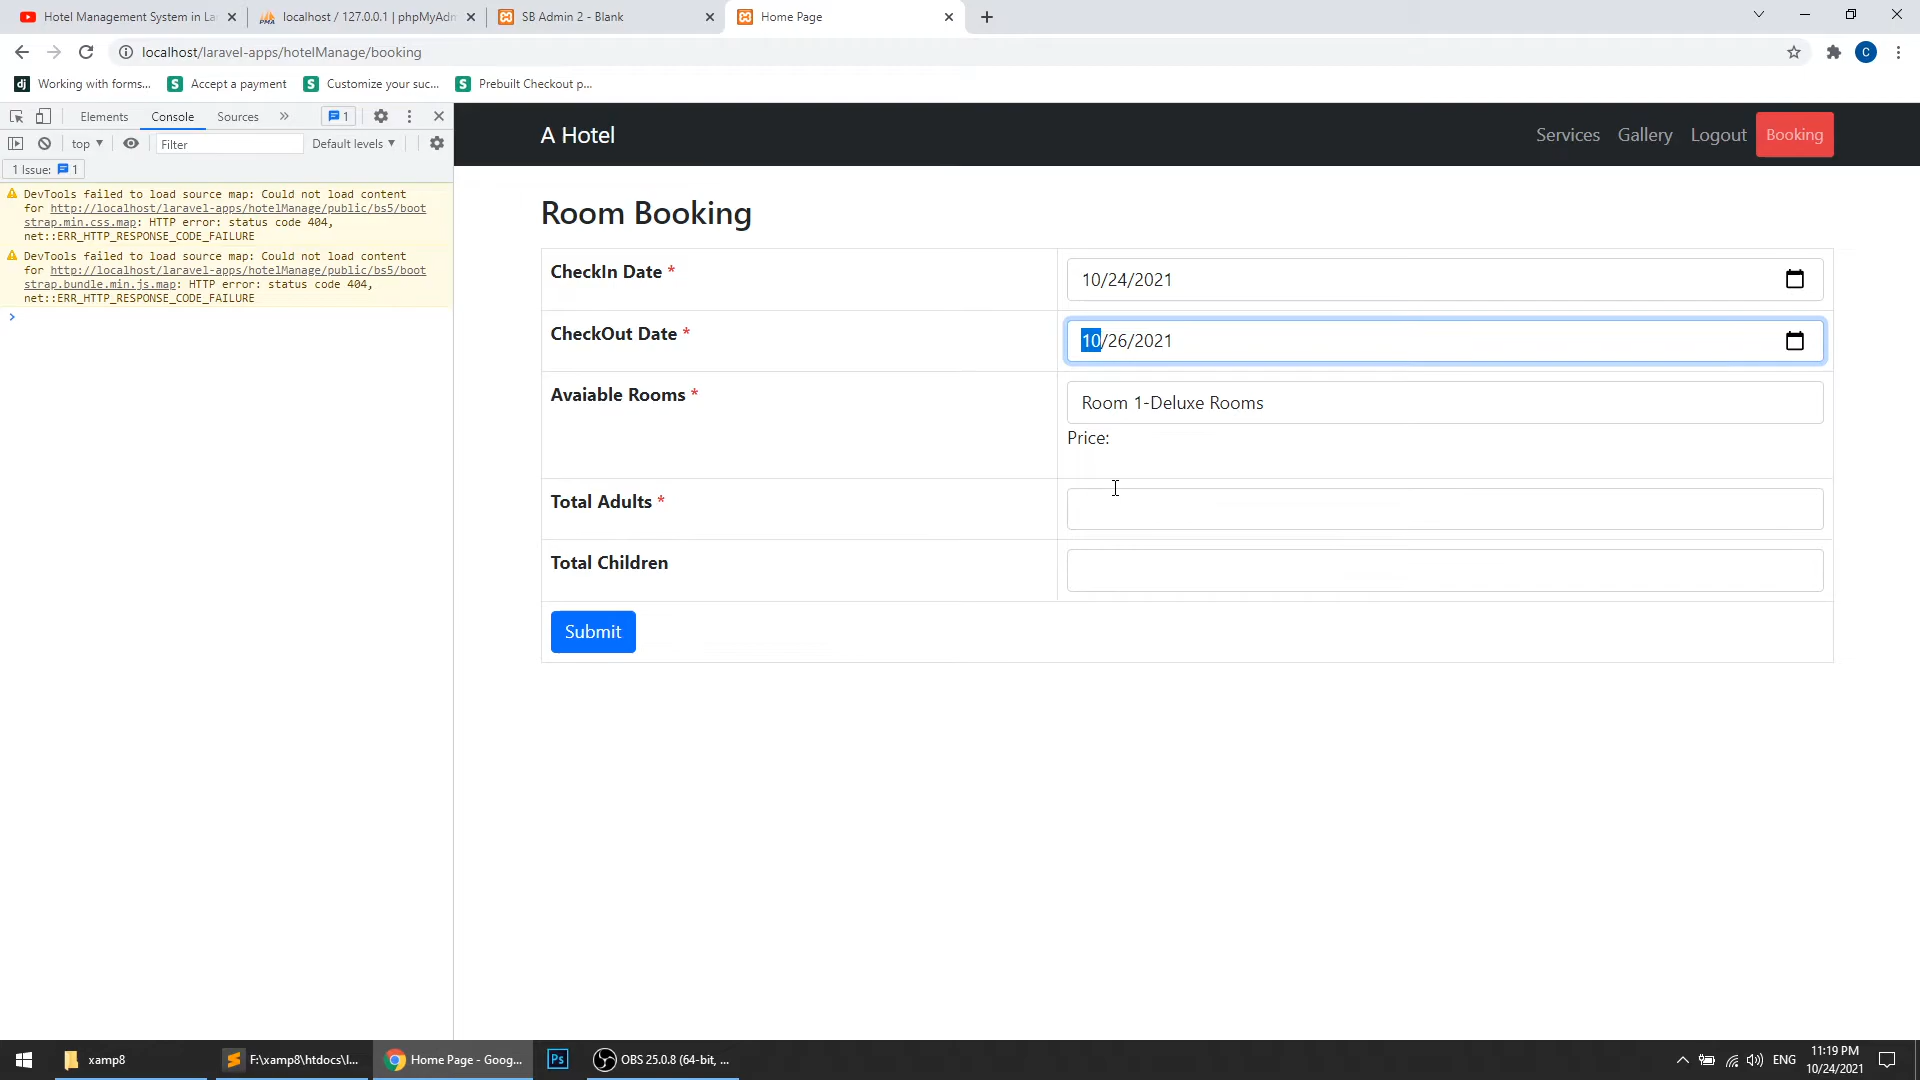 Hotel Management System in La
localhost / 127.0.0.1 | phpMyAdm
SB Admin 2 - Blank
Home Page
localhost/laravel-apps/hotelManage/booking
C
dj Working with forms...
S Accept a payment
S Customize your suc...
S Prebuilt Checkout p...
Elements
Console
Sources
»
1
top ▼
Filter
Default levels ▼
1 Issue: 1
DevTools failed to load source map: Could not load content
for http://localhost/laravel-apps/hotelManage/public/bs5/boot
strap.min.css.map: HTTP error: status code 404,
net::ERR_HTTP_RESPONSE_CODE_FAILURE
DevTools failed to load source map: Could not load content
for http://localhost/laravel-apps/hotelManage/public/bs5/boot
strap.bundle.min.js.map: HTTP error: status code 404,
net::ERR_HTTP_RESPONSE_CODE_FAILURE
>
A Hotel
Services
Gallery
Logout
Booking
Room Booking
CheckIn Date *
10/24/2021
CheckOut Date *
10/26/2021
Avaiable Rooms *
Room 1-Deluxe Rooms
Price:
Total Adults *
Total Children
Submit
xamp8
F:\xamp8\htdocs\l...
Home Page - Goog...
Ps
OBS 25.0.8 (64-bit, ...
ENG
11:19 PM
10/24/2021